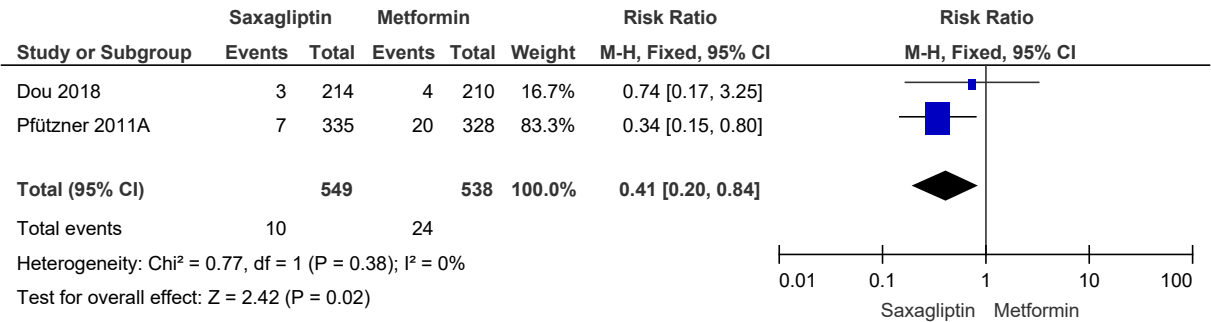 Saxagliptin Metformin Risk Ratio Risk Ratio
Study or Subgroup Events Total Events Total Weight M-H, Fixed, 95% CI M-H, Fixed, 95% CI
Dou 2018 3 214 4 210 16.7% 0.74 [0.17, 3.25]
Pfützner 2011A 7 335 20 328 83.3% 0.34 [0.15, 0.80]
Total (95% CI) 549 538 100.0% 0.41 [0.20, 0.84]
Total events 10 24
Heterogeneity: Chi² = 0.77, df = 1 (P = 0.38); I² = 0%
Test for overall effect: Z = 2.42 (P = 0.02)
0.01 0.1 1 10 100
Saxagliptin Metformin